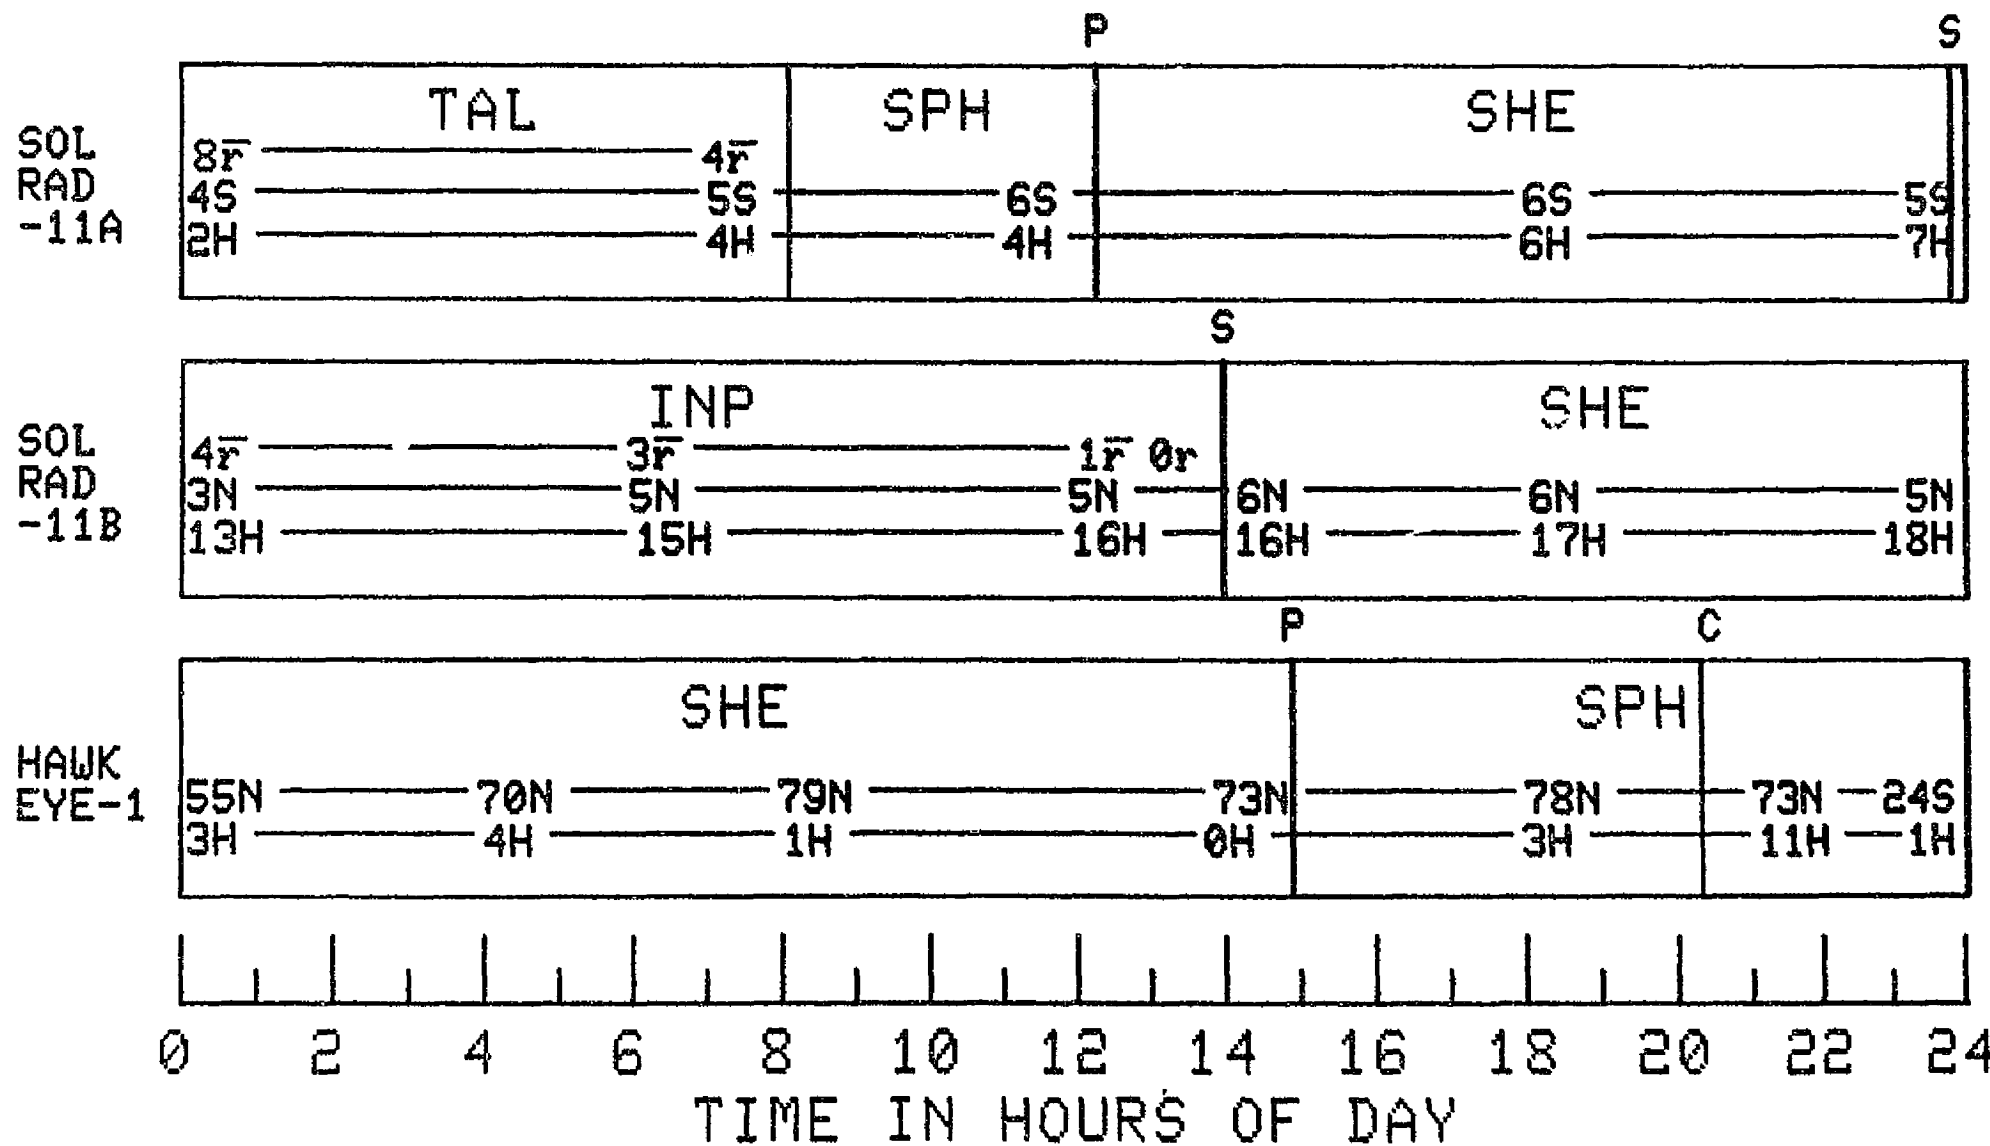 P S
SOL
RAD
-11A
TAL SPH SHE
8r̅ 4r̅
4S 5S 6S 6S 5S
2H 4H 4H 6H 7H
S
SOL
RAD
-11B
INP SHE
4r̅ 3r̅ 1r̅ 0r
3N 5N 5N 6N 6N 5N
13H 15H 16H 16H 17H 18H
P C
HAWK
EYE-1
SHE SPH
55N 70N 79N 73N 78N 73N 24S
3H 4H 1H 0H 3H 11H 1H
0 2 4 6 8 10 12 14 16 18 20 22 24
TIME IN HOURS OF DAY